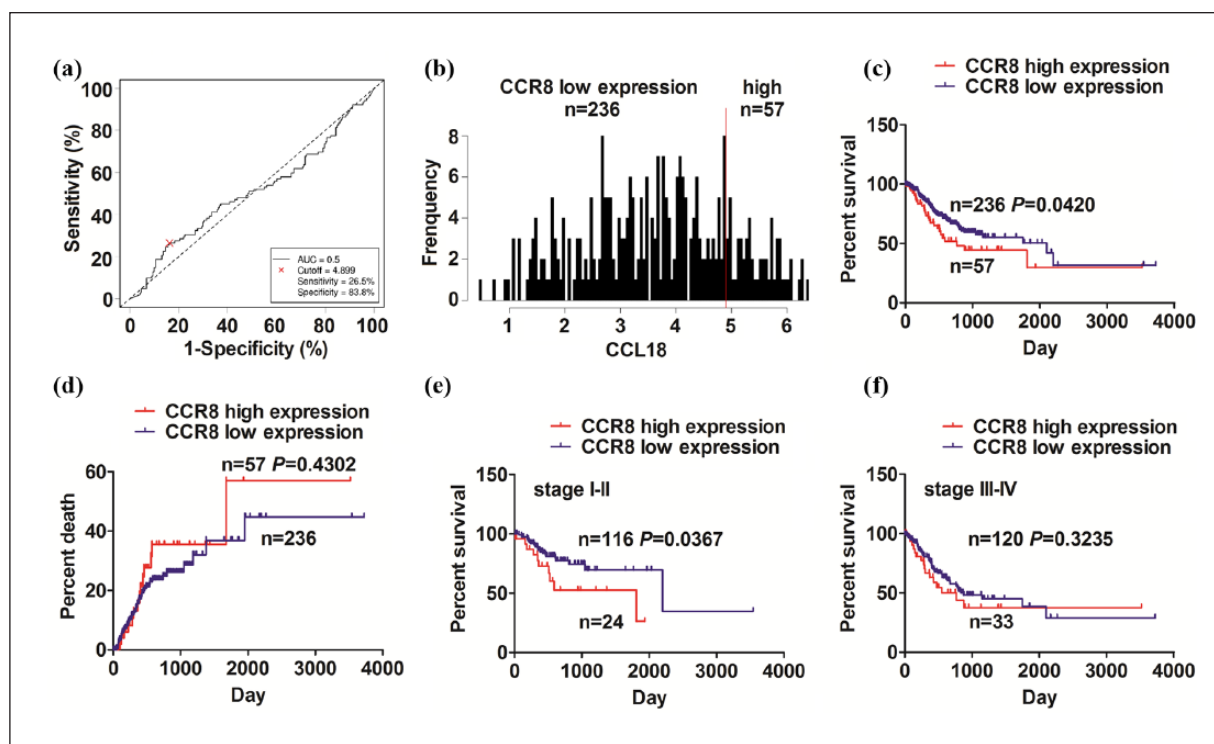 (a)
100
80
60
40
20
0
Sensitivity (%)
AUC = 0.5
Cutoff = 4.899
Sensitivity = 26.5%
Specificity = 83.8%
0 20 40 60 80 100
1-Specificity (%)
(b)
CCR8 low expression
n=236
high
n=57
8
6
4
2
0
Frenquency
1 2 3 4 5 6
CCL18
(c)
CCR8 high expression
CCR8 low expression
150
100
50
0
Percent survival
n=236 P=0.0420
n=57
0 1000 2000 3000 4000
Day
(d)
CCR8 high expression
CCR8 low expression
60
40
20
0
Percent death
n=57 P=0.4302
n=236
0 1000 2000 3000 4000
Day
(e)
CCR8 high expression
CCR8 low expression
150
100
50
0
Percent survival
stage I-II
n=116 P=0.0367
n=24
0 1000 2000 3000 4000
Day
(f)
CCR8 high expression
CCR8 low expression
150
100
50
0
Percent survival
stage III-IV
n=120 P=0.3235
n=33
0 1000 2000 3000 4000
Day